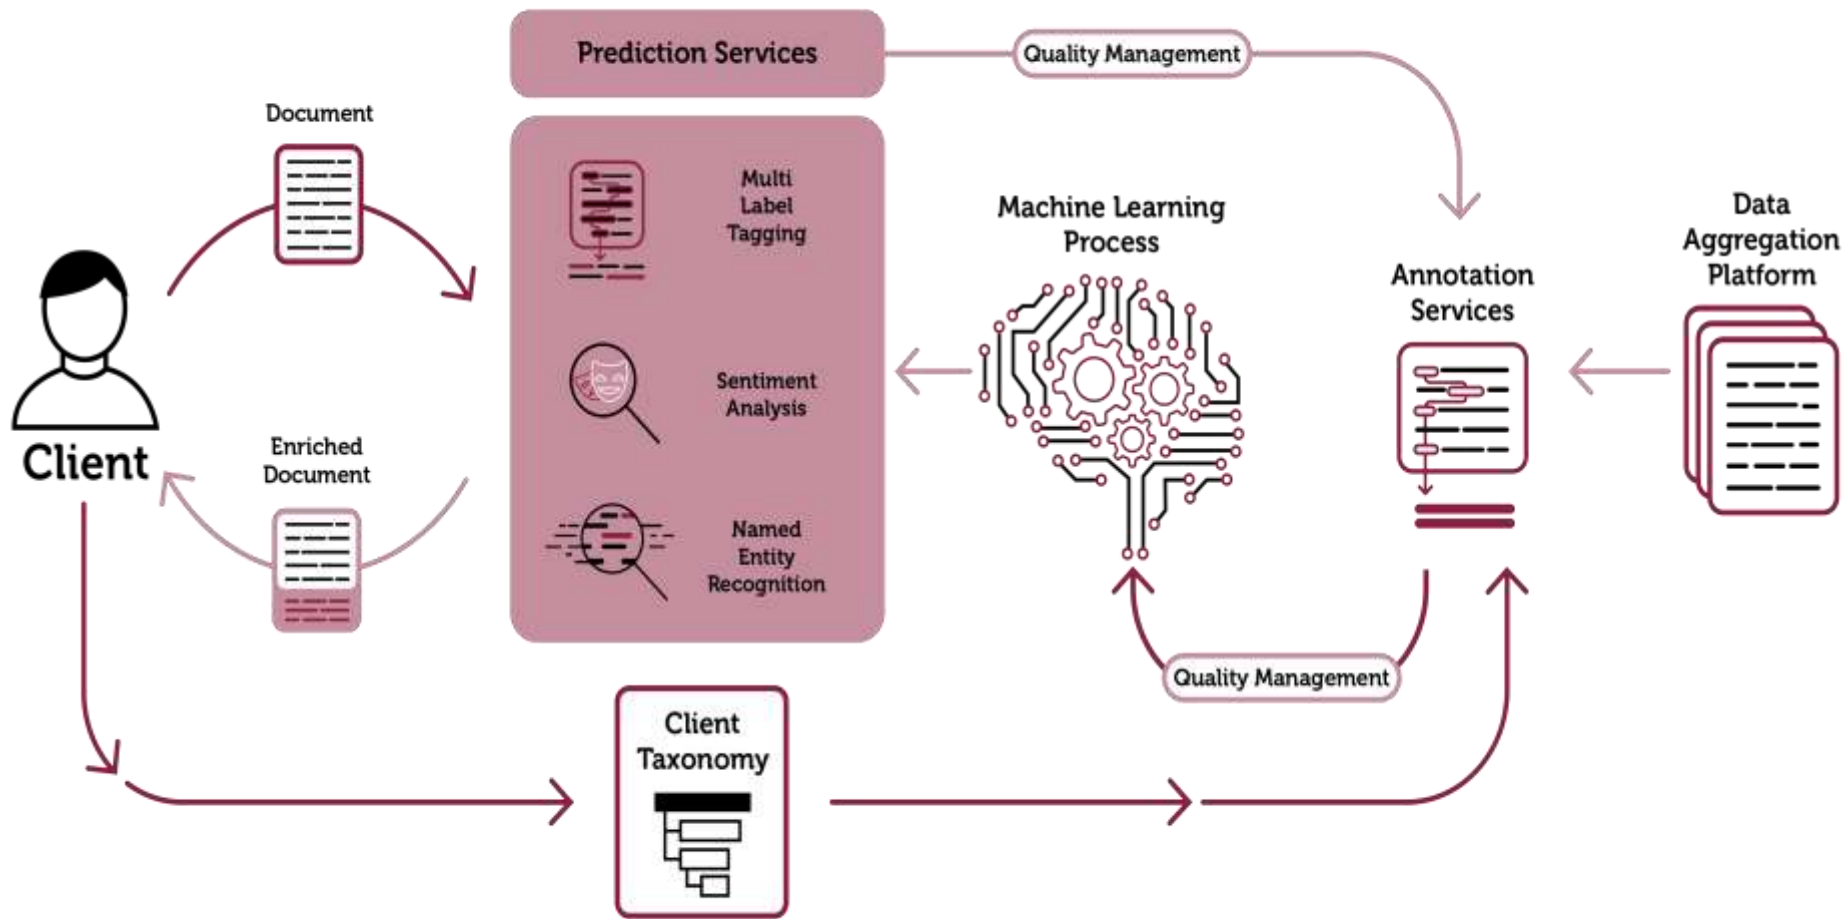 Prediction Services
Quality Management
Document
Multi
Label
Tagging
Machine Learning
Process
Data
Aggregation
Platform
Annotation
Services
Sentiment
Analysis
Client
Enriched
Document
Named
Entity
Recognition
Quality Management
Client
Taxonomy